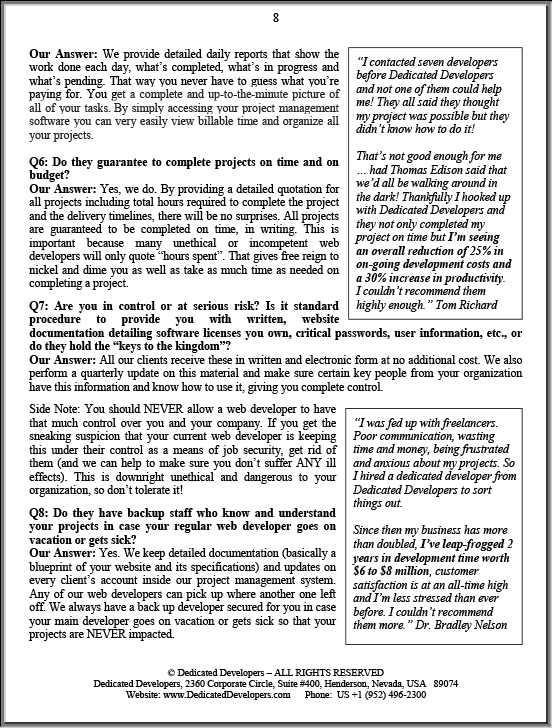 8
Our Answer: We provide detailed daily reports that show the
work done each day, what's completed, what's in progress and
what's pending. That way you never have to guess what you're
paying for. You get a complete and up-to-the-minute picture of
all of your tasks. By simply accessing your project management
software you can very easily view billable time and organize all
your projects.
Q6: Do they guarantee to complete projects on time and on
budget?
Our Answer: Yes, we do. By providing a detailed quotation for
all projects including total hours required to complete the project
and the delivery timelines, there will be no surprises. All projects
are guaranteed to be completed on time, in writing. This is
important because many unethical or incompetent web
developers will only quote "hours spent". That gives free reign to
nickel and dime you as well as take as much time as needed on
completing a project.
"I contacted seven developers
before Dedicated Developers
and not one of them could help
me! They all said they thought
my project was possible but they
didn't know how to do it!
That's not good enough for me
… had Thomas Edison said that
we'd all be walking around in
the dark! Thankfully I hooked up
with Dedicated Developers and
they not only completed my
project on time but I'm seeing
an overall reduction of 25% in
on-going development costs and
a 30% increase in productivity.
I couldn't recommend them
highly enough." Tom Richard
Q7: Are you in control or at serious risk? Is it standard
procedure to provide you with written, website
documentation detailing software licenses you own, critical passwords, user information, etc., or
do they hold the "keys to the kingdom"?
Our Answer: All our clients receive these in written and electronic form at no additional cost. We also
perform a quarterly update on this material and make sure certain key people from your organization
have this information and know how to use it, giving you complete control.
Side Note: You should NEVER allow a web developer to have
that much control over you and your company. If you get the
sneaking suspicion that your current web developer is keeping
this under their control as a means of job security, get rid of
them (and we can help to make sure you don't suffer ANY ill
effects). This is downright unethical and dangerous to your
organization, so don't tolerate it!
Q8: Do they have backup staff who know and understand
your projects in case your regular web developer goes on
vacation or gets sick?
Our Answer: Yes. We keep detailed documentation (basically a
blueprint of your website and its specifications) and updates on
every client's account inside our project management system.
Any of our web developers can pick up where another one left
off. We always have a back up developer secured for you in case
your main developer goes on vacation or gets sick so that your
projects are NEVER impacted.
"I was fed up with freelancers.
Poor communication, wasting
time and money, being frustrated
and anxious about my projects. So
I hired a dedicated developer from
Dedicated Developers to sort
things out.
Since then my business has more
than doubled, I've leap-frogged 2
years in development time worth
$6 to $8 million, customer
satisfaction is at an all-time high
and I'm less stressed than ever
before. I couldn't recommend
them more." Dr. Bradley Nelson
© Dedicated Developers – ALL RIGHTS RESERVED
Dedicated Developers, 2360 Corporate Circle, Suite #400, Henderson, Nevada, USA 89074
Website: www.DedicatedDevelopers.com Phone: US +1 (952) 496-2300